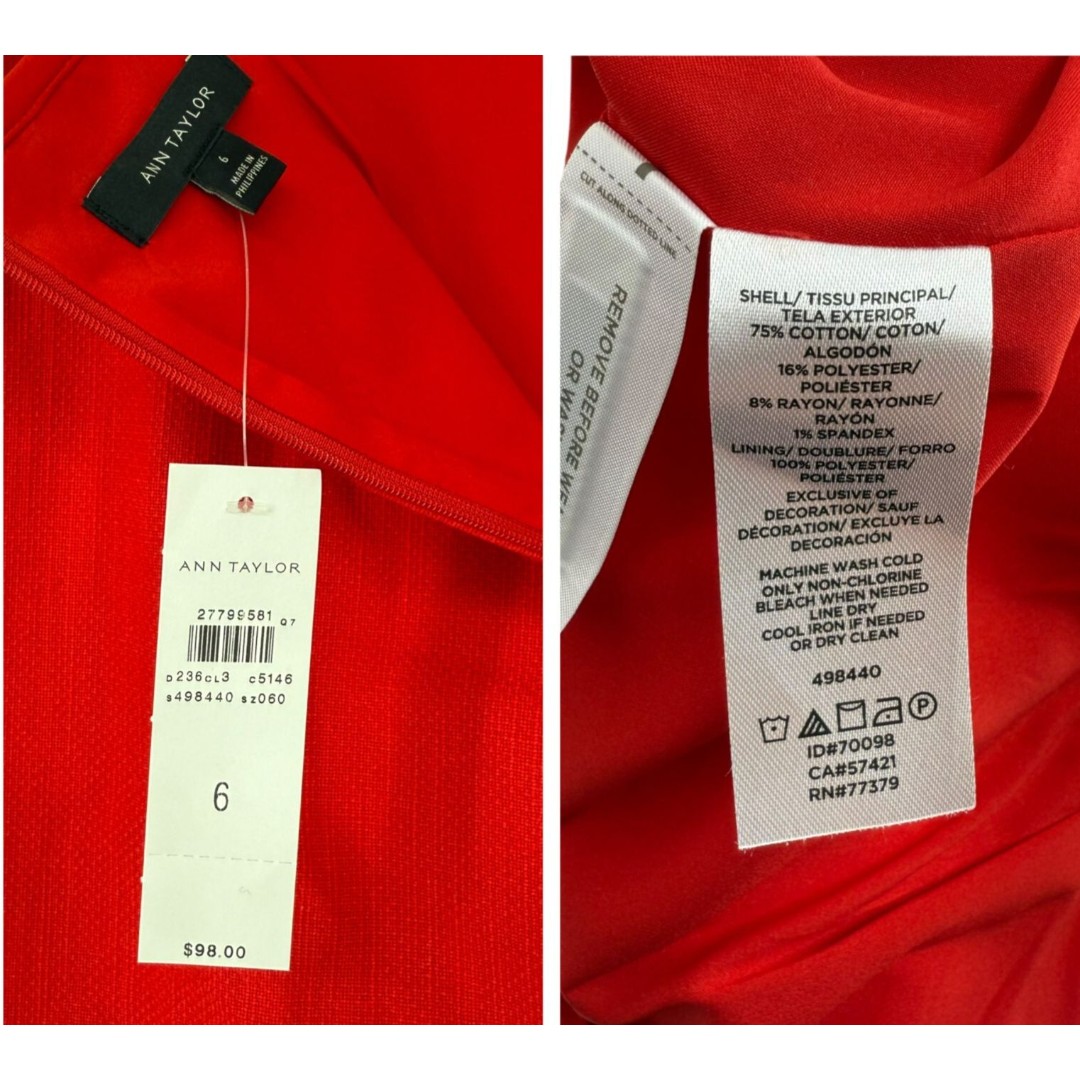 ANN TAYLOR
6
MADE IN
PHILIPPINES
ANN TAYLOR
27799581 Q7
D236CL3 C5146
S498440 SZ060
6
$98.00
CUT ALONG DOTTED LINE
REMOVE BEFORE WEA
OR WAS
SHELL/ TISSU PRINCIPAL/
TELA EXTERIOR
75% COTTON/ COTON/
ALGODÓN
16% POLYESTER/
POLIÉSTER
8% RAYON/ RAYONNE/
RAYÓN
1% SPANDEX
LINING/ DOUBLURE/ FORRO
100% POLYESTER/
POLIÉSTER
EXCLUSIVE OF
DECORATION/ SAUF
DÉCORATION/ EXCLUYE LA
DECORACIÓN
MACHINE WASH COLD
ONLY NON-CHLORINE
BLEACH WHEN NEEDED
LINE DRY
COOL IRON IF NEEDED
OR DRY CLEAN
498440
P
ID#70098
CA#57421
RN#77379